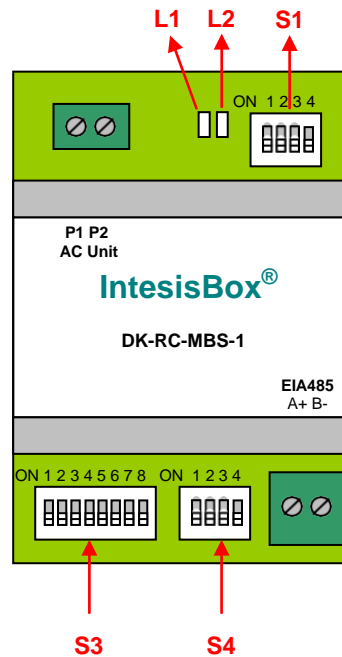 L1 L2 S1
ON 1 2 3 4
P1 P2
AC Unit
IntesisBox®
DK-RC-MBS-1
EIA485
A+ B-
ON 1 2 3 4 5 6 7 8 ON 1 2 3 4
S3 S4